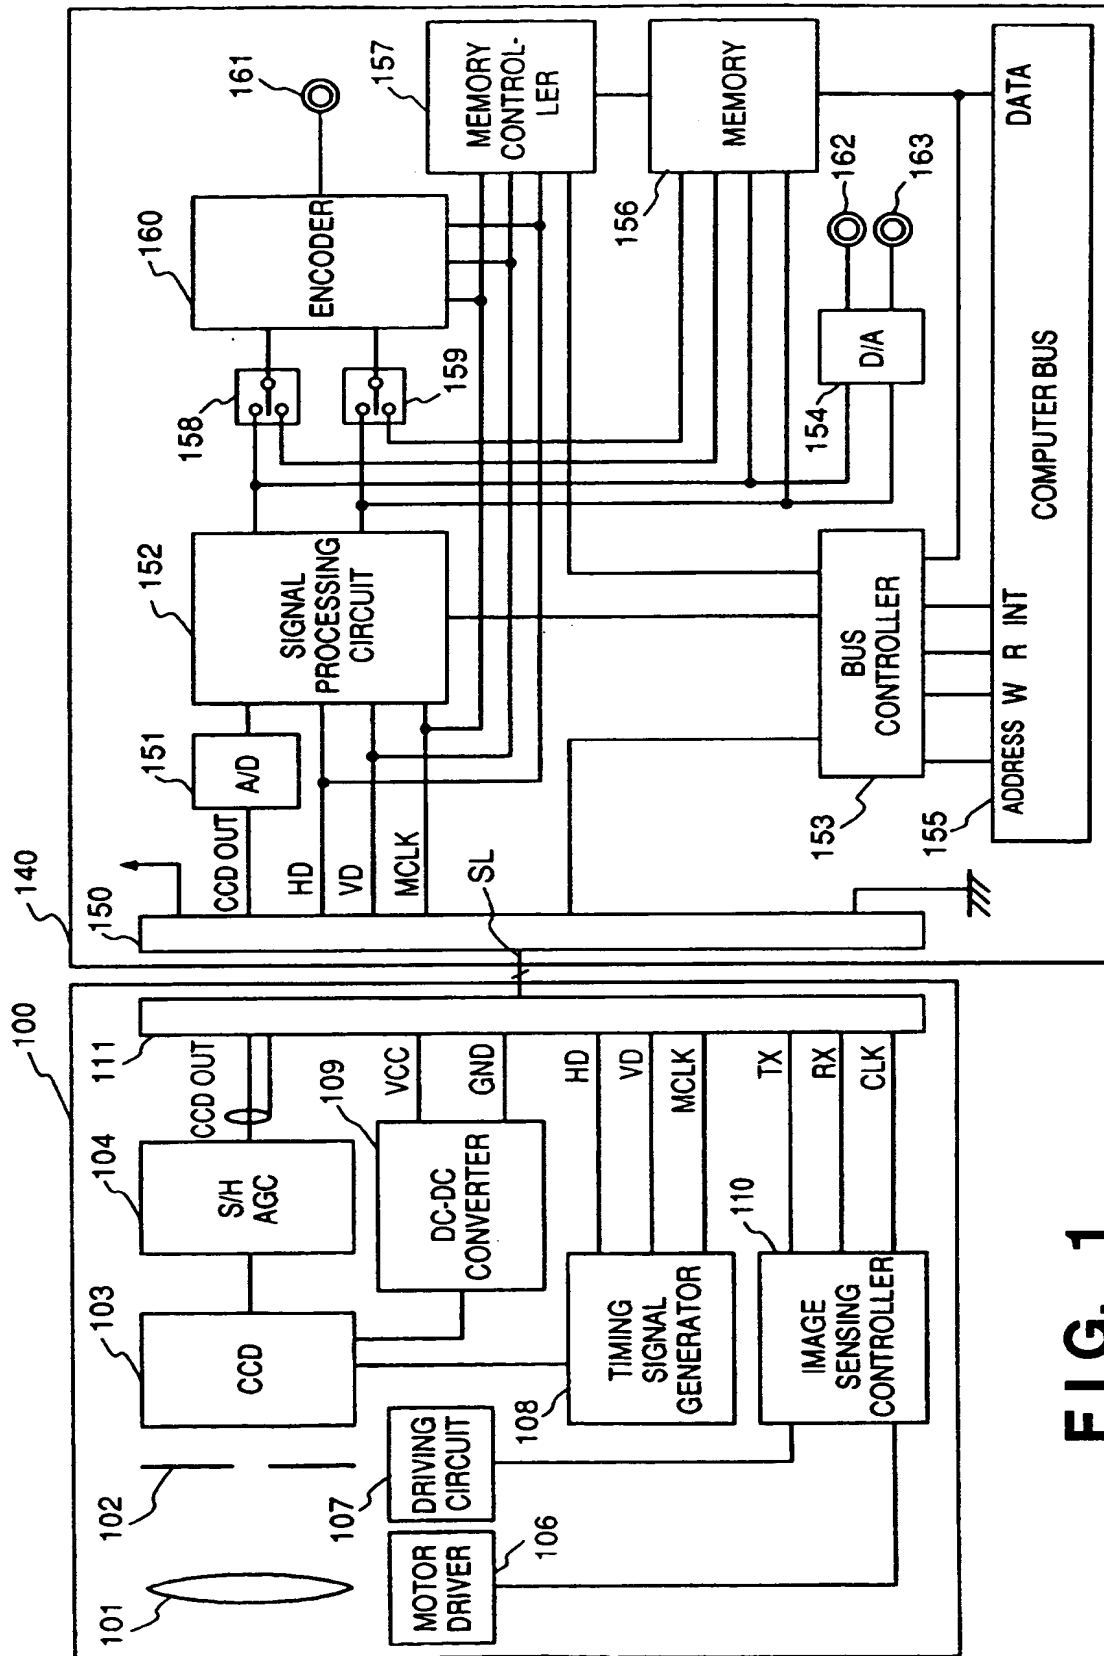 100
101
102
103
CCD
104
S/H
AGC
CCD OUT
111
106
MOTOR
DRIVER
107
DRIVING
CIRCUIT
109
DC-DC
CONVERTER
VCC
GND
108
TIMING
SIGNAL
GENERATOR
HD
VD
MCLK
110
IMAGE
SENSING
CONTROLLER
TX
RX
CLK
SL
140
150
CCD OUT
HD
VD
MCLK
151
A/D
152
SIGNAL
PROCESSING
CIRCUIT
158
159
160
ENCODER
161
157
MEMORY
CONTROL-
LER
156
MEMORY
154
D/A
162
163
153
BUS
CONTROLLER
155
ADDRESS W R INT
DATA
COMPUTER BUS
FIG. 1